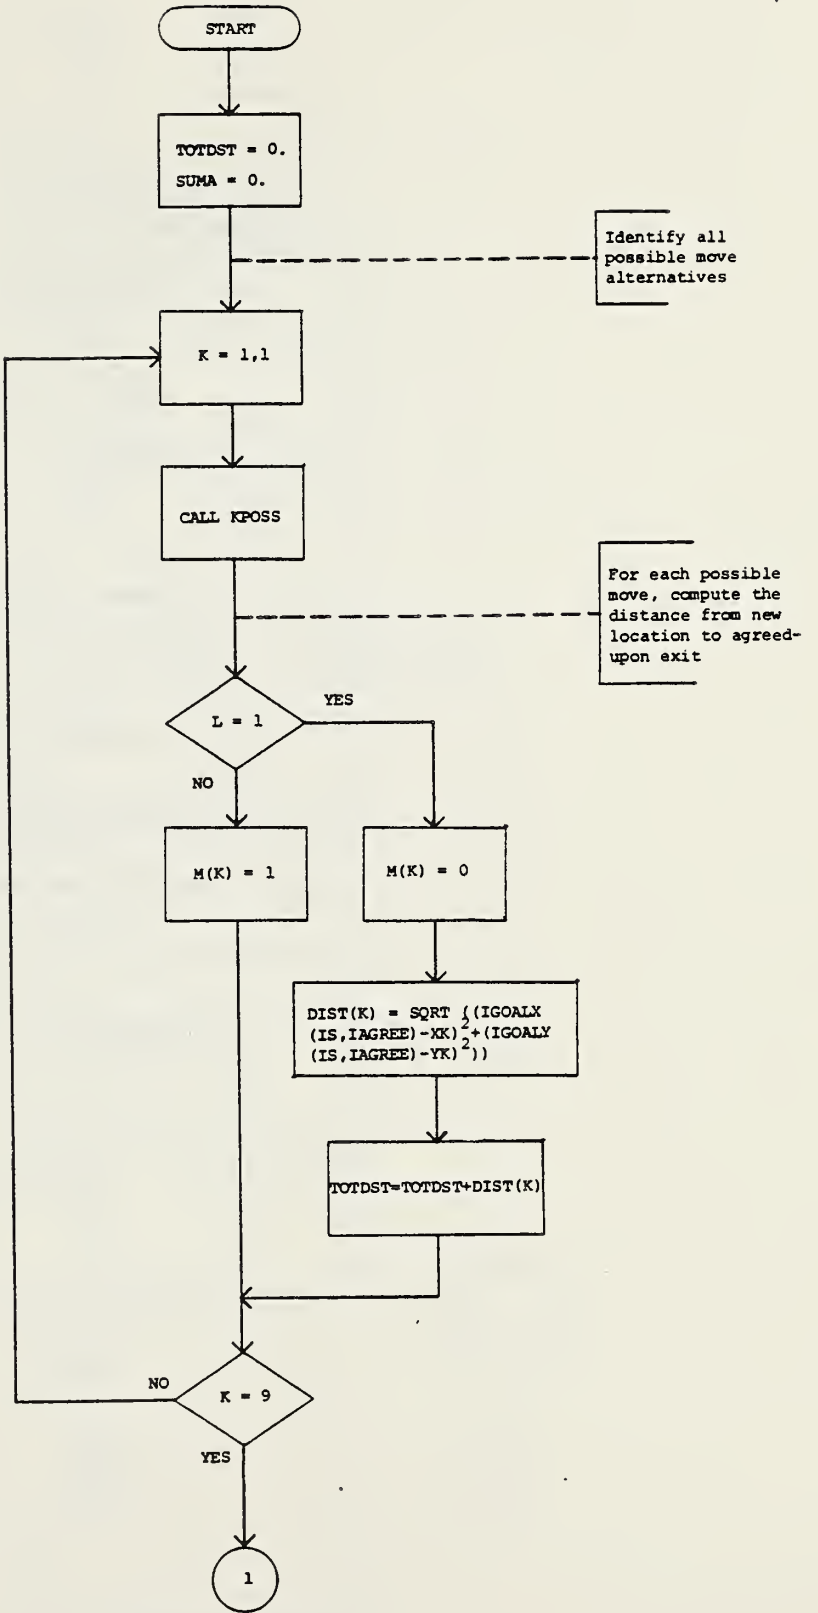 START
TOTDST = 0.
SUMA = 0.
Identify all
possible move
alternatives
K = 1,1
CALL KPOSS
For each possible
move, compute the
distance from new
location to agreed-
upon exit
L = 1
YES
NO
M(K) = 1
M(K) = 0
DIST(K) = SQRT ((IGOALX
(IS,IAGREE)-XK)²+(IGOALY
(IS,IAGREE)-YK)²))
TOTDST=TOTDST+DIST(K)
K = 9
NO
YES
1